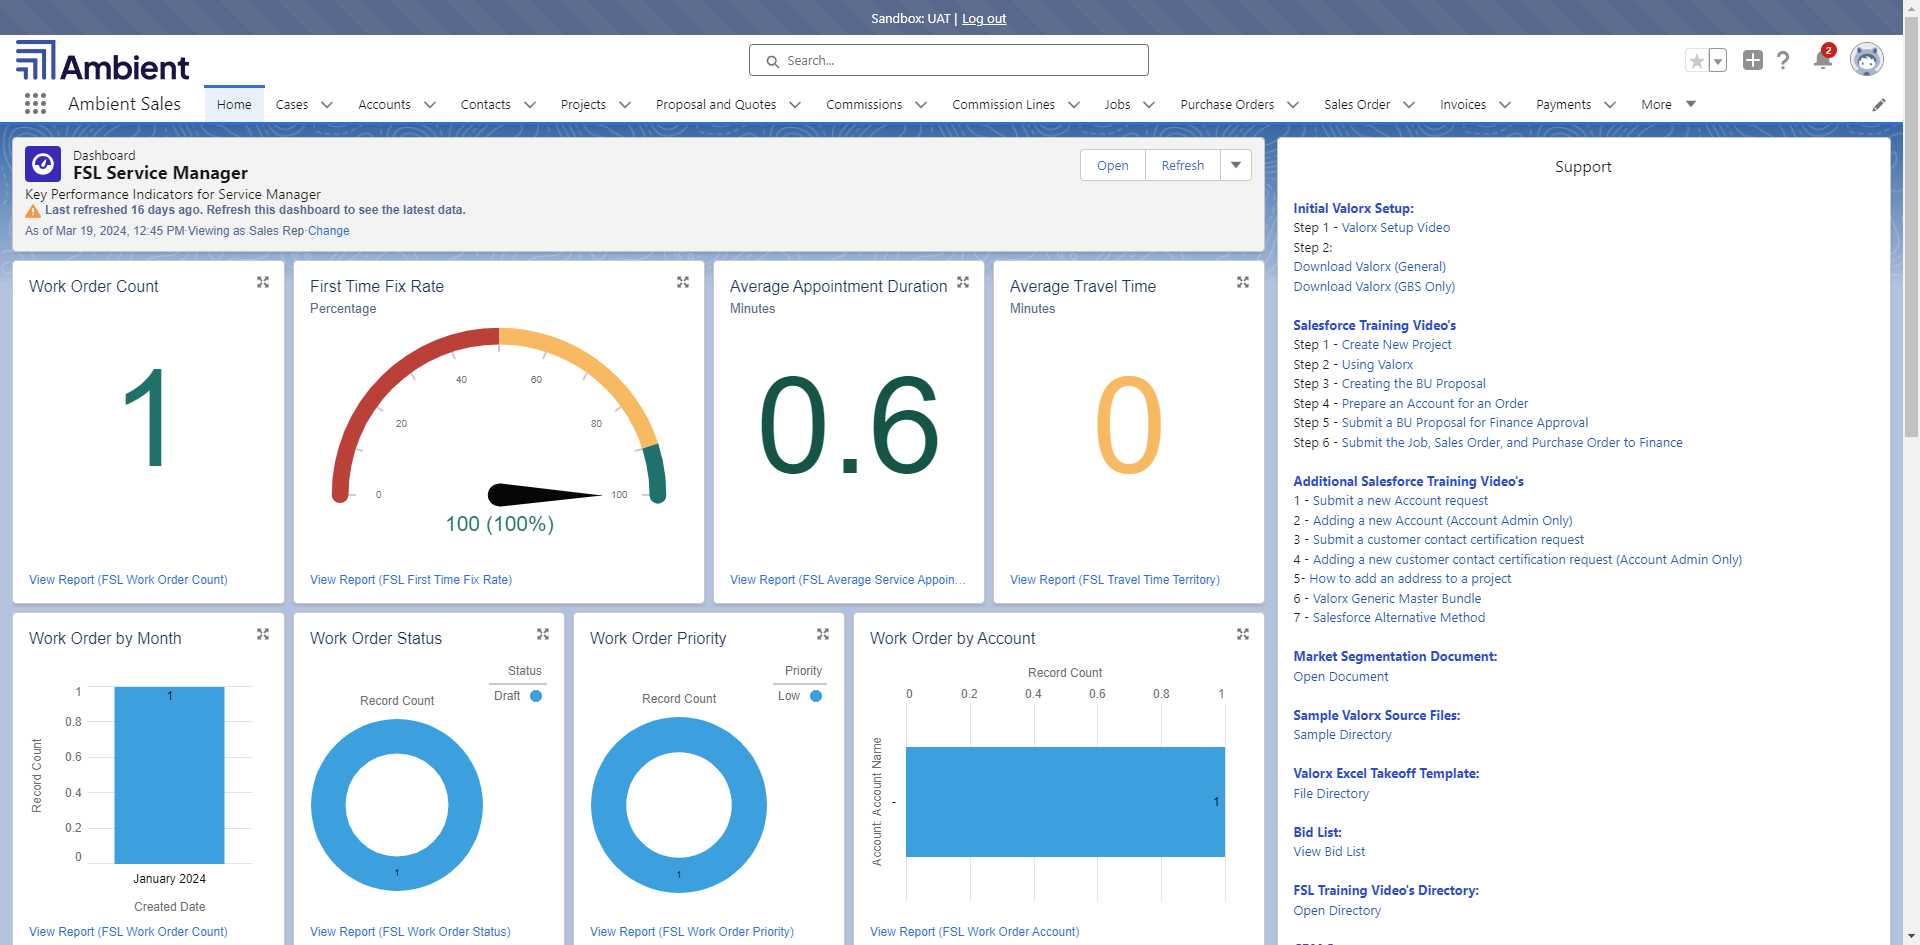 Sandbox: UAT | Log out
Ambient
Search...
2
Ambient Sales
Home
Cases
Accounts
Contacts
Projects
Proposal and Quotes
Commissions
Commission Lines
Jobs
Purchase Orders
Sales Order
Invoices
Payments
More
Dashboard
FSL Service Manager
Key Performance Indicators for Service Manager
Last refreshed 16 days ago. Refresh this dashboard to see the latest data.
As of Mar 19, 2024, 12:45 PM·Viewing as Sales Rep·Change
Open
Refresh
Work Order Count
1
View Report (FSL Work Order Count)
First Time Fix Rate
Percentage
0
20
40
60
80
100
100 (100%)
View Report (FSL First Time Fix Rate)
Average Appointment Duration
Minutes
0.6
View Report (FSL Average Service Appoin...
Average Travel Time
Minutes
0
View Report (FSL Travel Time Territory)
Work Order by Month
Record Count
1
0.8
0.6
0.4
0.2
0
1
January 2024
Created Date
View Report (FSL Work Order Count)
Work Order Status
Status
Draft
Record Count
1
View Report (FSL Work Order Status)
Work Order Priority
Priority
Low
Record Count
1
View Report (FSL Work Order Priority)
Work Order by Account
Record Count
0
0.2
0.4
0.6
0.8
1
Account: Account Name
-
1
View Report (FSL Work Order Account)
Support
Initial Valorx Setup:
Step 1 - Valorx Setup Video
Step 2:
Download Valorx (General)
Download Valorx (GBS Only)
Salesforce Training Video's
Step 1 - Create New Project
Step 2 - Using Valorx
Step 3 - Creating the BU Proposal
Step 4 - Prepare an Account for an Order
Step 5 - Submit a BU Proposal for Finance Approval
Step 6 - Submit the Job, Sales Order, and Purchase Order to Finance
Additional Salesforce Training Video's
1 - Submit a new Account request
2 - Adding a new Account (Account Admin Only)
3 - Submit a customer contact certification request
4 - Adding a new customer contact certification request (Account Admin Only)
5- How to add an address to a project
6 - Valorx Generic Master Bundle
7 - Salesforce Alternative Method
Market Segmentation Document:
Open Document
Sample Valorx Source Files:
Sample Directory
Valorx Excel Takeoff Template:
File Directory
Bid List:
View Bid List
FSL Training Video's Directory:
Open Directory